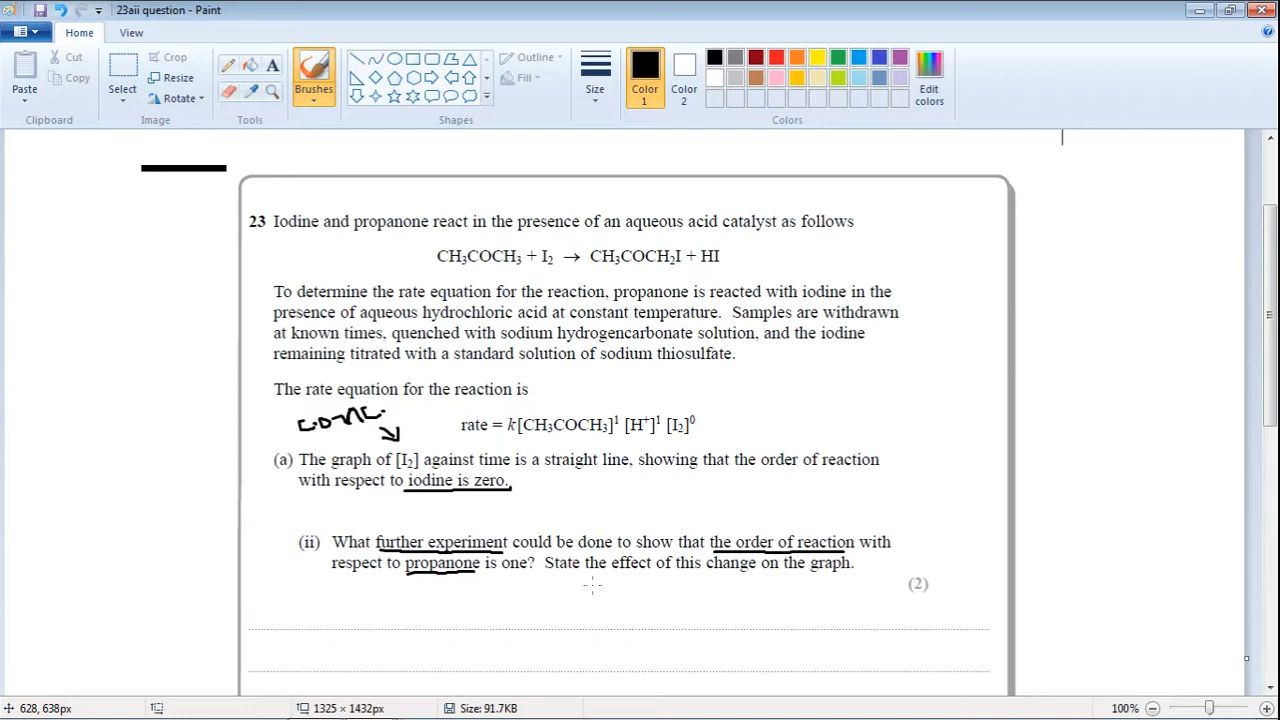 23aii question - Paint
Home View
Paste
Cut
Copy
Clipboard
Select
Crop
Resize
Rotate
Image
A
Tools
Brushes
Outline
Fill
Shapes
Size
Color 1
Color 2
Edit colors
Colors
23 Iodine and propanone react in the presence of an aqueous acid catalyst as follows
CH₃COCH₃ + I₂ → CH₃COCH₂I + HI
To determine the rate equation for the reaction, propanone is reacted with iodine in the
presence of aqueous hydrochloric acid at constant temperature. Samples are withdrawn
at known times, quenched with sodium hydrogencarbonate solution, and the iodine
remaining titrated with a standard solution of sodium thiosulfate.
The rate equation for the reaction is
conc.
rate = k[CH₃COCH₃]¹ [H⁺]¹ [I₂]⁰
(a) The graph of [I₂] against time is a straight line, showing that the order of reaction
with respect to iodine is zero.
(ii) What further experiment could be done to show that the order of reaction with
respect to propanone is one? State the effect of this change on the graph.
(2)
628, 638px
1325 × 1432px
Size: 91.7KB
100%